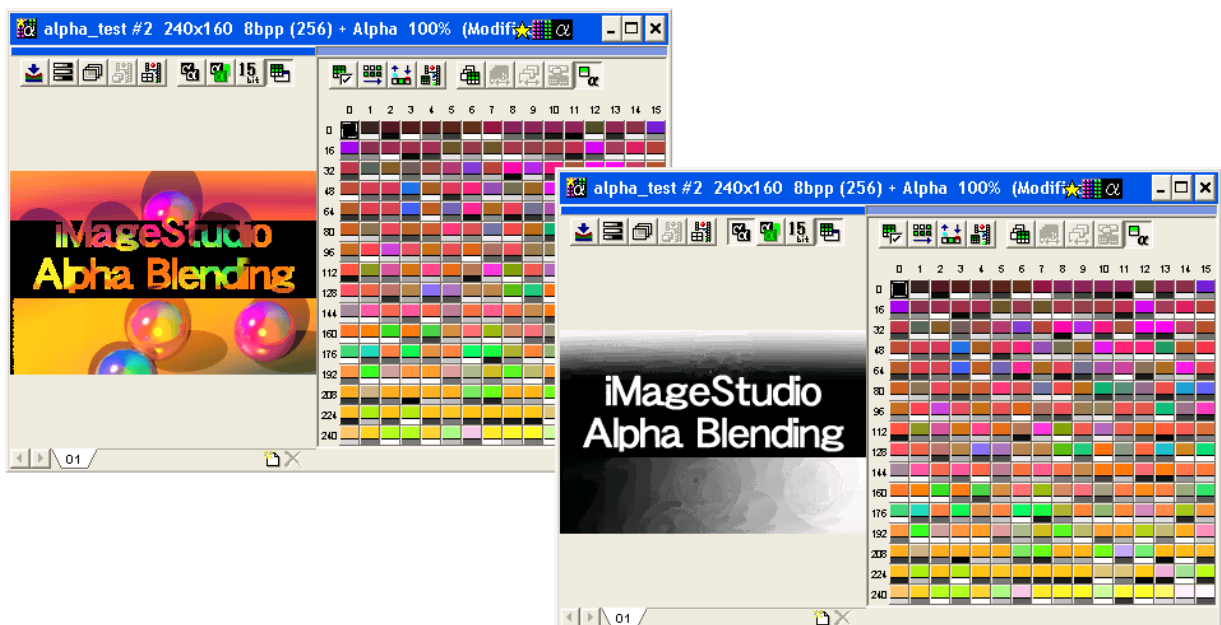 alpha_test #2 240x160 8bpp (256) + Alpha 100% (Modifi
α
α
α
15
bit
α
0 1 2 3 4 5 6 7 8 9 10 11 12 13 14 15
0
16
32
48
64
80
96
112
128
144
160
176
192
208
224
240
iMageStudio
Alpha Blending
01
alpha_test #2 240x160 8bpp (256) + Alpha 100% (Modifi
α
α
α
15
bit
α
0 1 2 3 4 5 6 7 8 9 10 11 12 13 14 15
0
16
32
48
64
80
96
112
128
144
160
176
192
208
224
240
iMageStudio
Alpha Blending
01